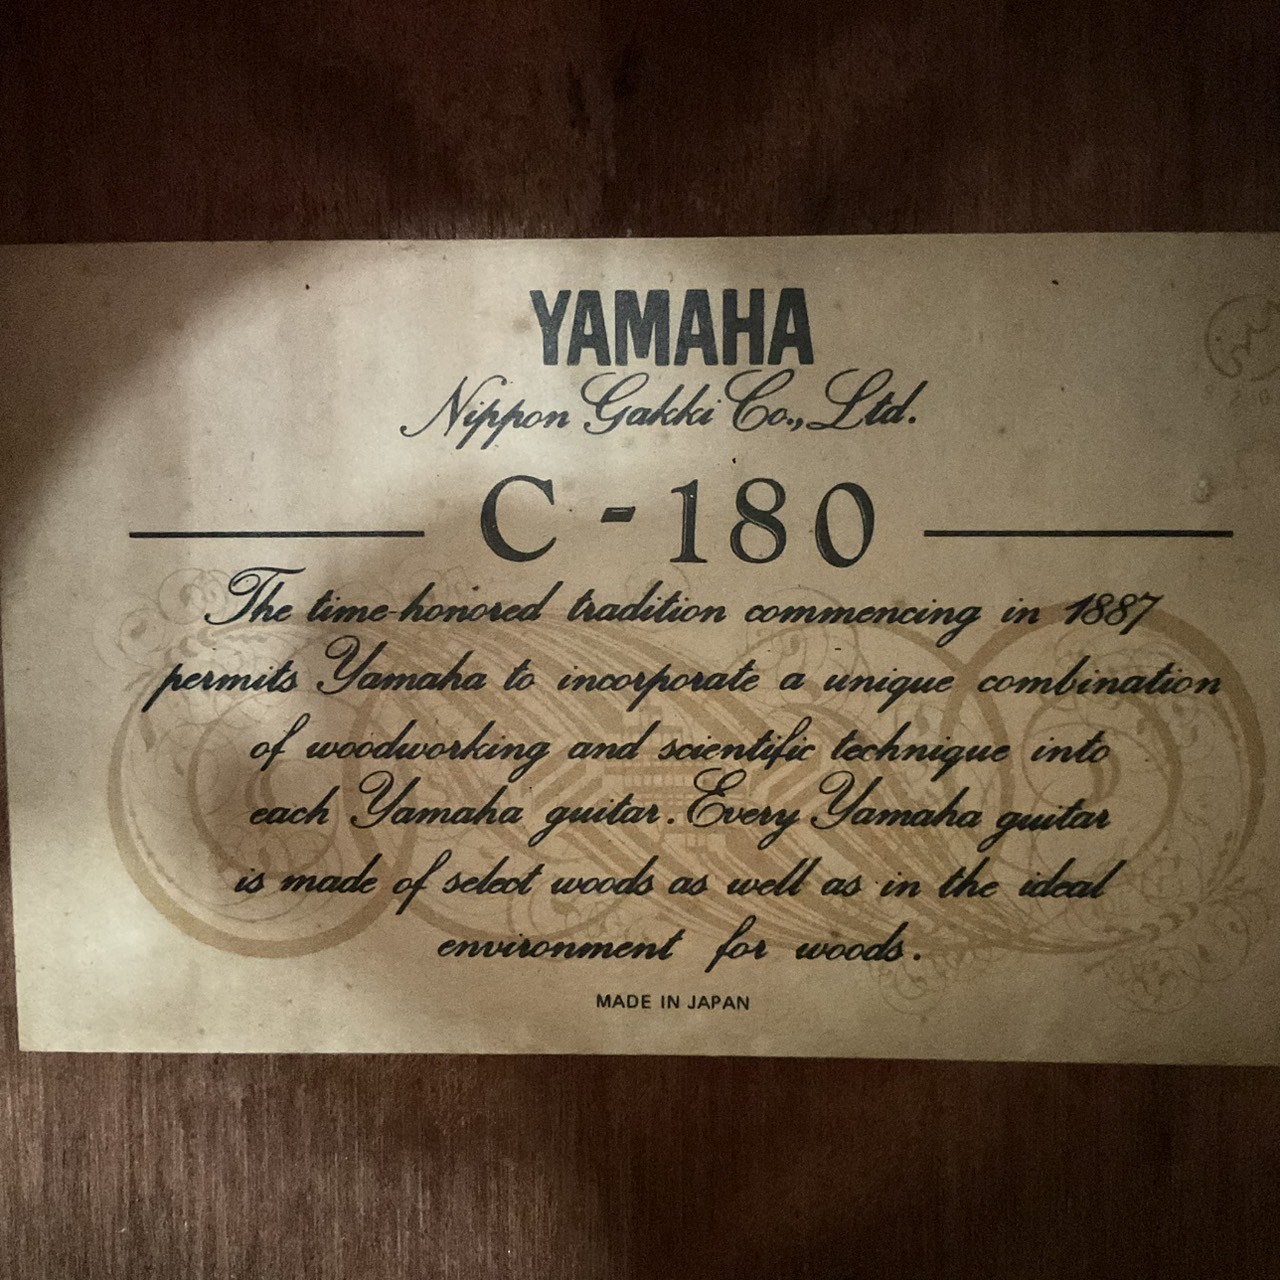 YAMAHA
Nippon Gakki Co., Ltd.
C-180
The time-honored tradition commencing in 1887
permits Yamaha to incorporate a unique combination
of woodworking and scientific technique into
each Yamaha guitar. Every Yamaha guitar
is made of select woods as well as in the ideal
environment for woods.
MADE IN JAPAN